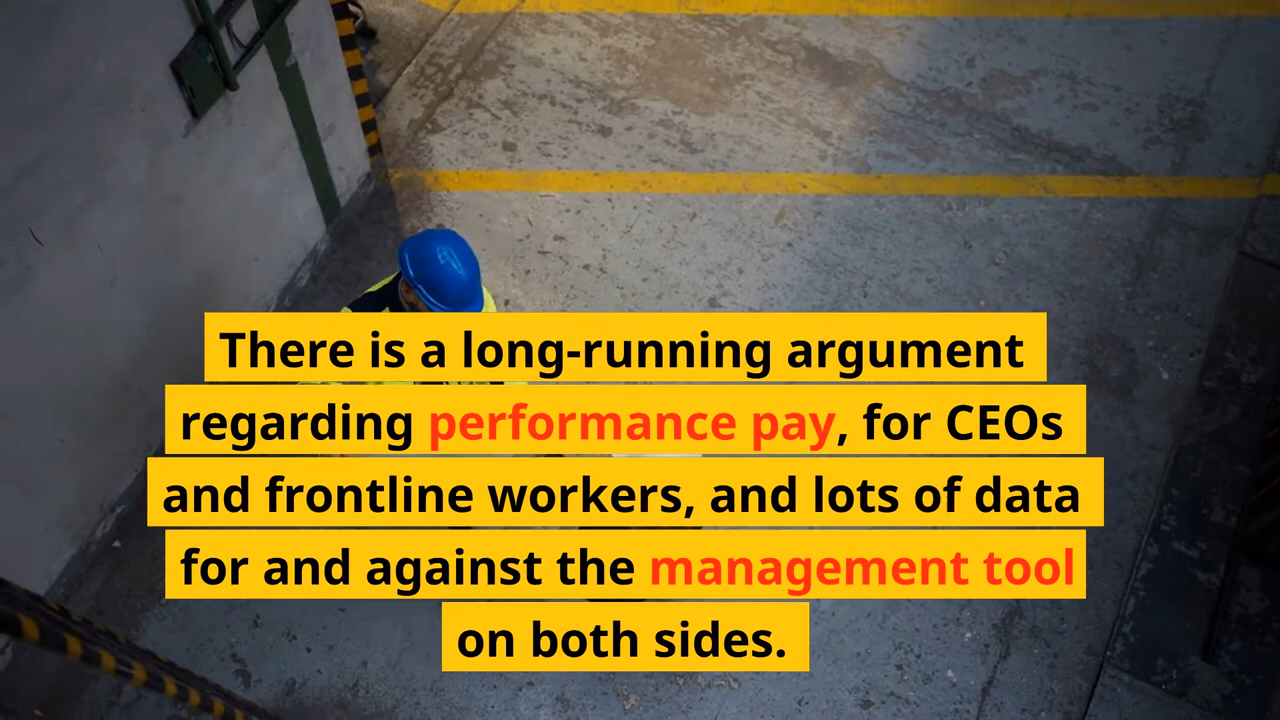 There is a long-running argument
regarding performance pay, for CEOs
and frontline workers, and lots of data
for and against the management tool
on both sides.